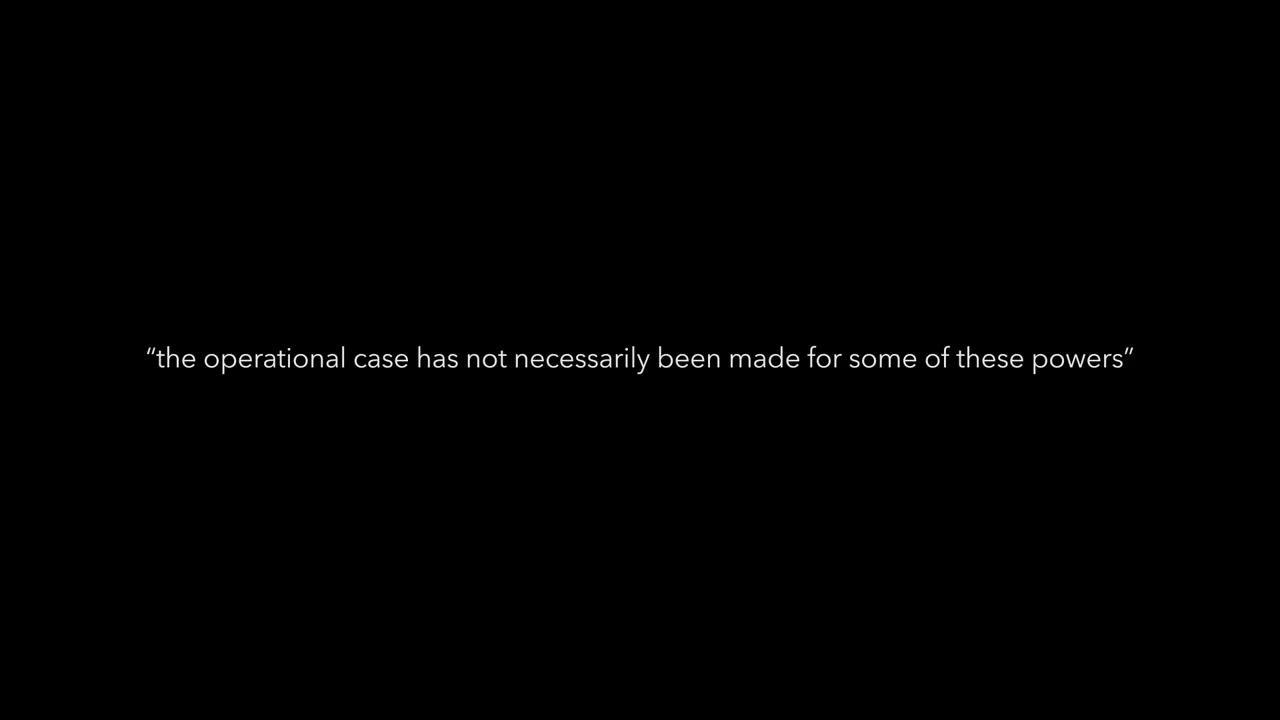 “the operational case has not necessarily been made for some of these powers”